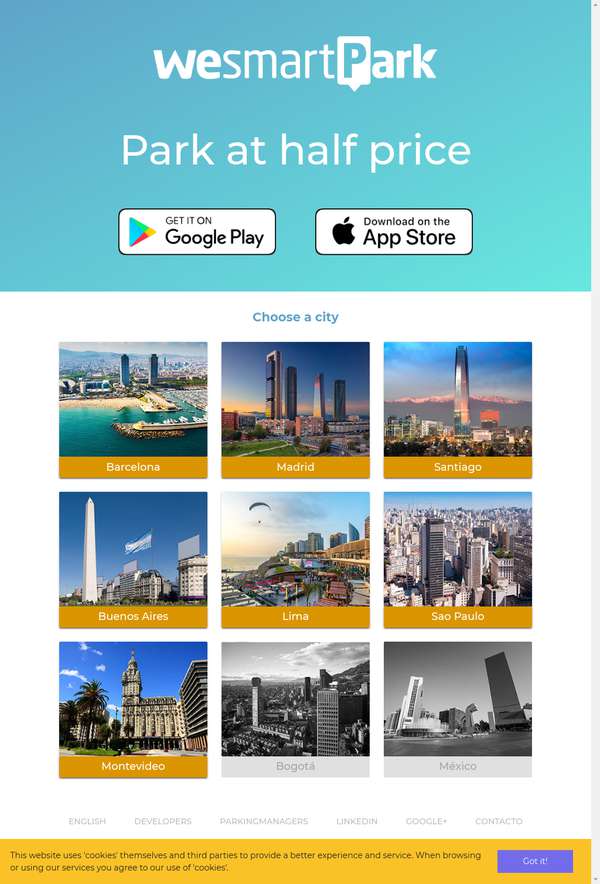 wesmartPark
Park at half price
GET IT ON
Google Play
Download on the
App Store
Choose a city
Barcelona
Madrid
Santiago
Buenos Aires
Lima
Sao Paulo
Montevideo
Bogotá
México
ENGLISH
DEVELOPERS
PARKINGMANAGERS
LINKEDIN
GOOGLE+
CONTACTO
This website uses 'cookies' themselves and third parties to provide a better experience and service. When browsing
or using our services you agree to our use of 'cookies'.
Got it!